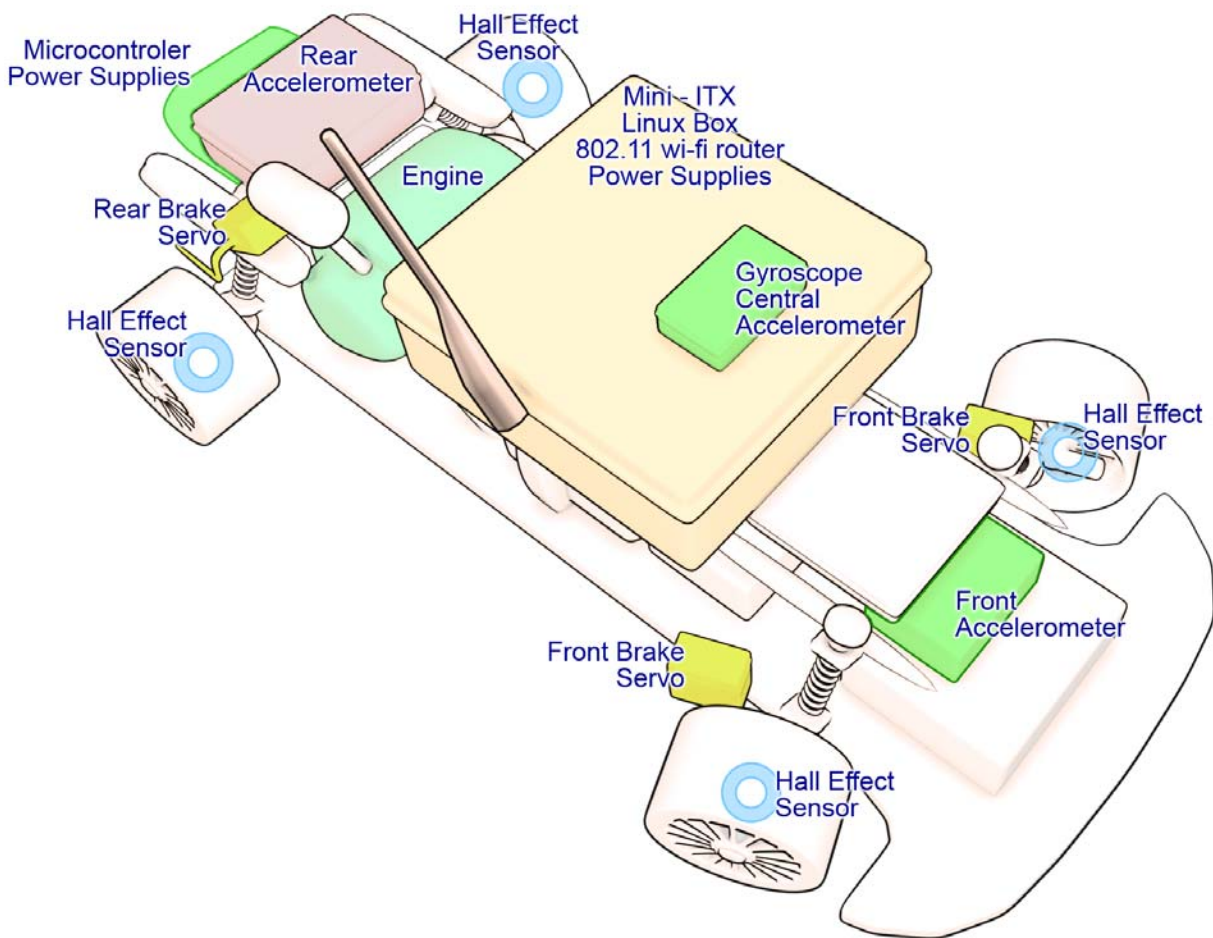 Hall Effect
Sensor
Microcontroler
Power Supplies
Rear
Accelerometer
Mini - ITX
Linux Box
802.11 wi-fi router
Power Supplies
Engine
Rear Brake
Servo
Gyroscope
Central
Accelerometer
Hall Effect
Sensor
Front Brake
Servo
Hall Effect
Sensor
Front
Accelerometer
Front Brake
Servo
Hall Effect
Sensor